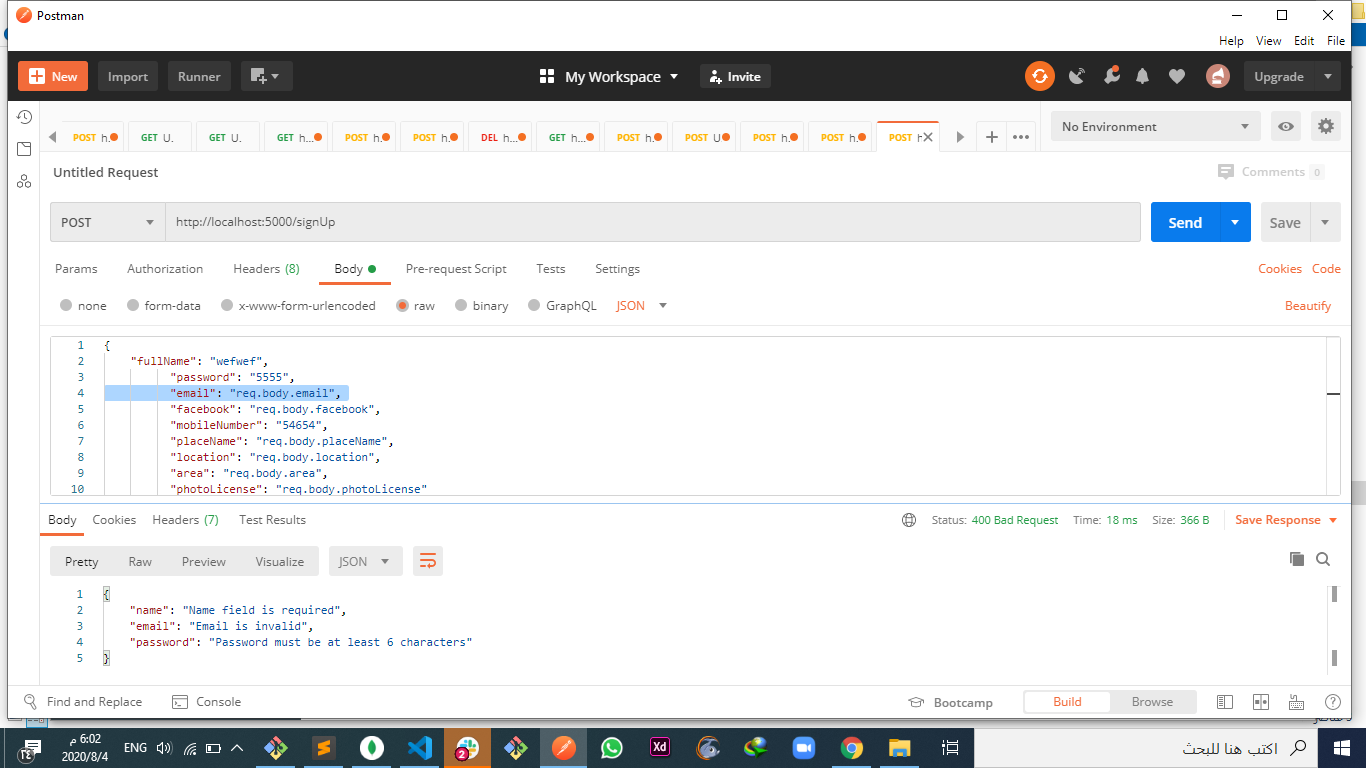 Postman
Help View Edit File
New Import Runner My Workspace Invite Upgrade
POST h. GET U. GET U. GET h... POST h. POST h. DEL h... GET h... POST h. POST U POST h. POST h. POST h No Environment
Untitled Request Comments 0
POST http://localhost:5000/signUp Send Save
Params Authorization Headers (8) Body Pre-request Script Tests Settings Cookies Code
none form-data x-www-form-urlencoded raw binary GraphQL JSON Beautify
1 {
2 "fullName": "wefwef",
3 "password": "5555",
4 "email": "req.body.email",
5 "facebook": "req.body.facebook",
6 "mobileNumber": "54654",
7 "placeName": "req.body.placeName",
8 "location": "req.body.location",
9 "area": "req.body.area",
10 "photoLicense": "req.body.photoLicense"
Body Cookies Headers (7) Test Results Status: 400 Bad Request Time: 18 ms Size: 366 B Save Response
Pretty Raw Preview Visualize JSON
1 {
2 "name": "Name field is required",
3 "email": "Email is invalid",
4 "password": "Password must be at least 6 characters"
5 }
Find and Replace Console Bootcamp Build Browse
6:02 م
2020/8/4
12
ENG
2
Xd
اكتب هنا للبحث